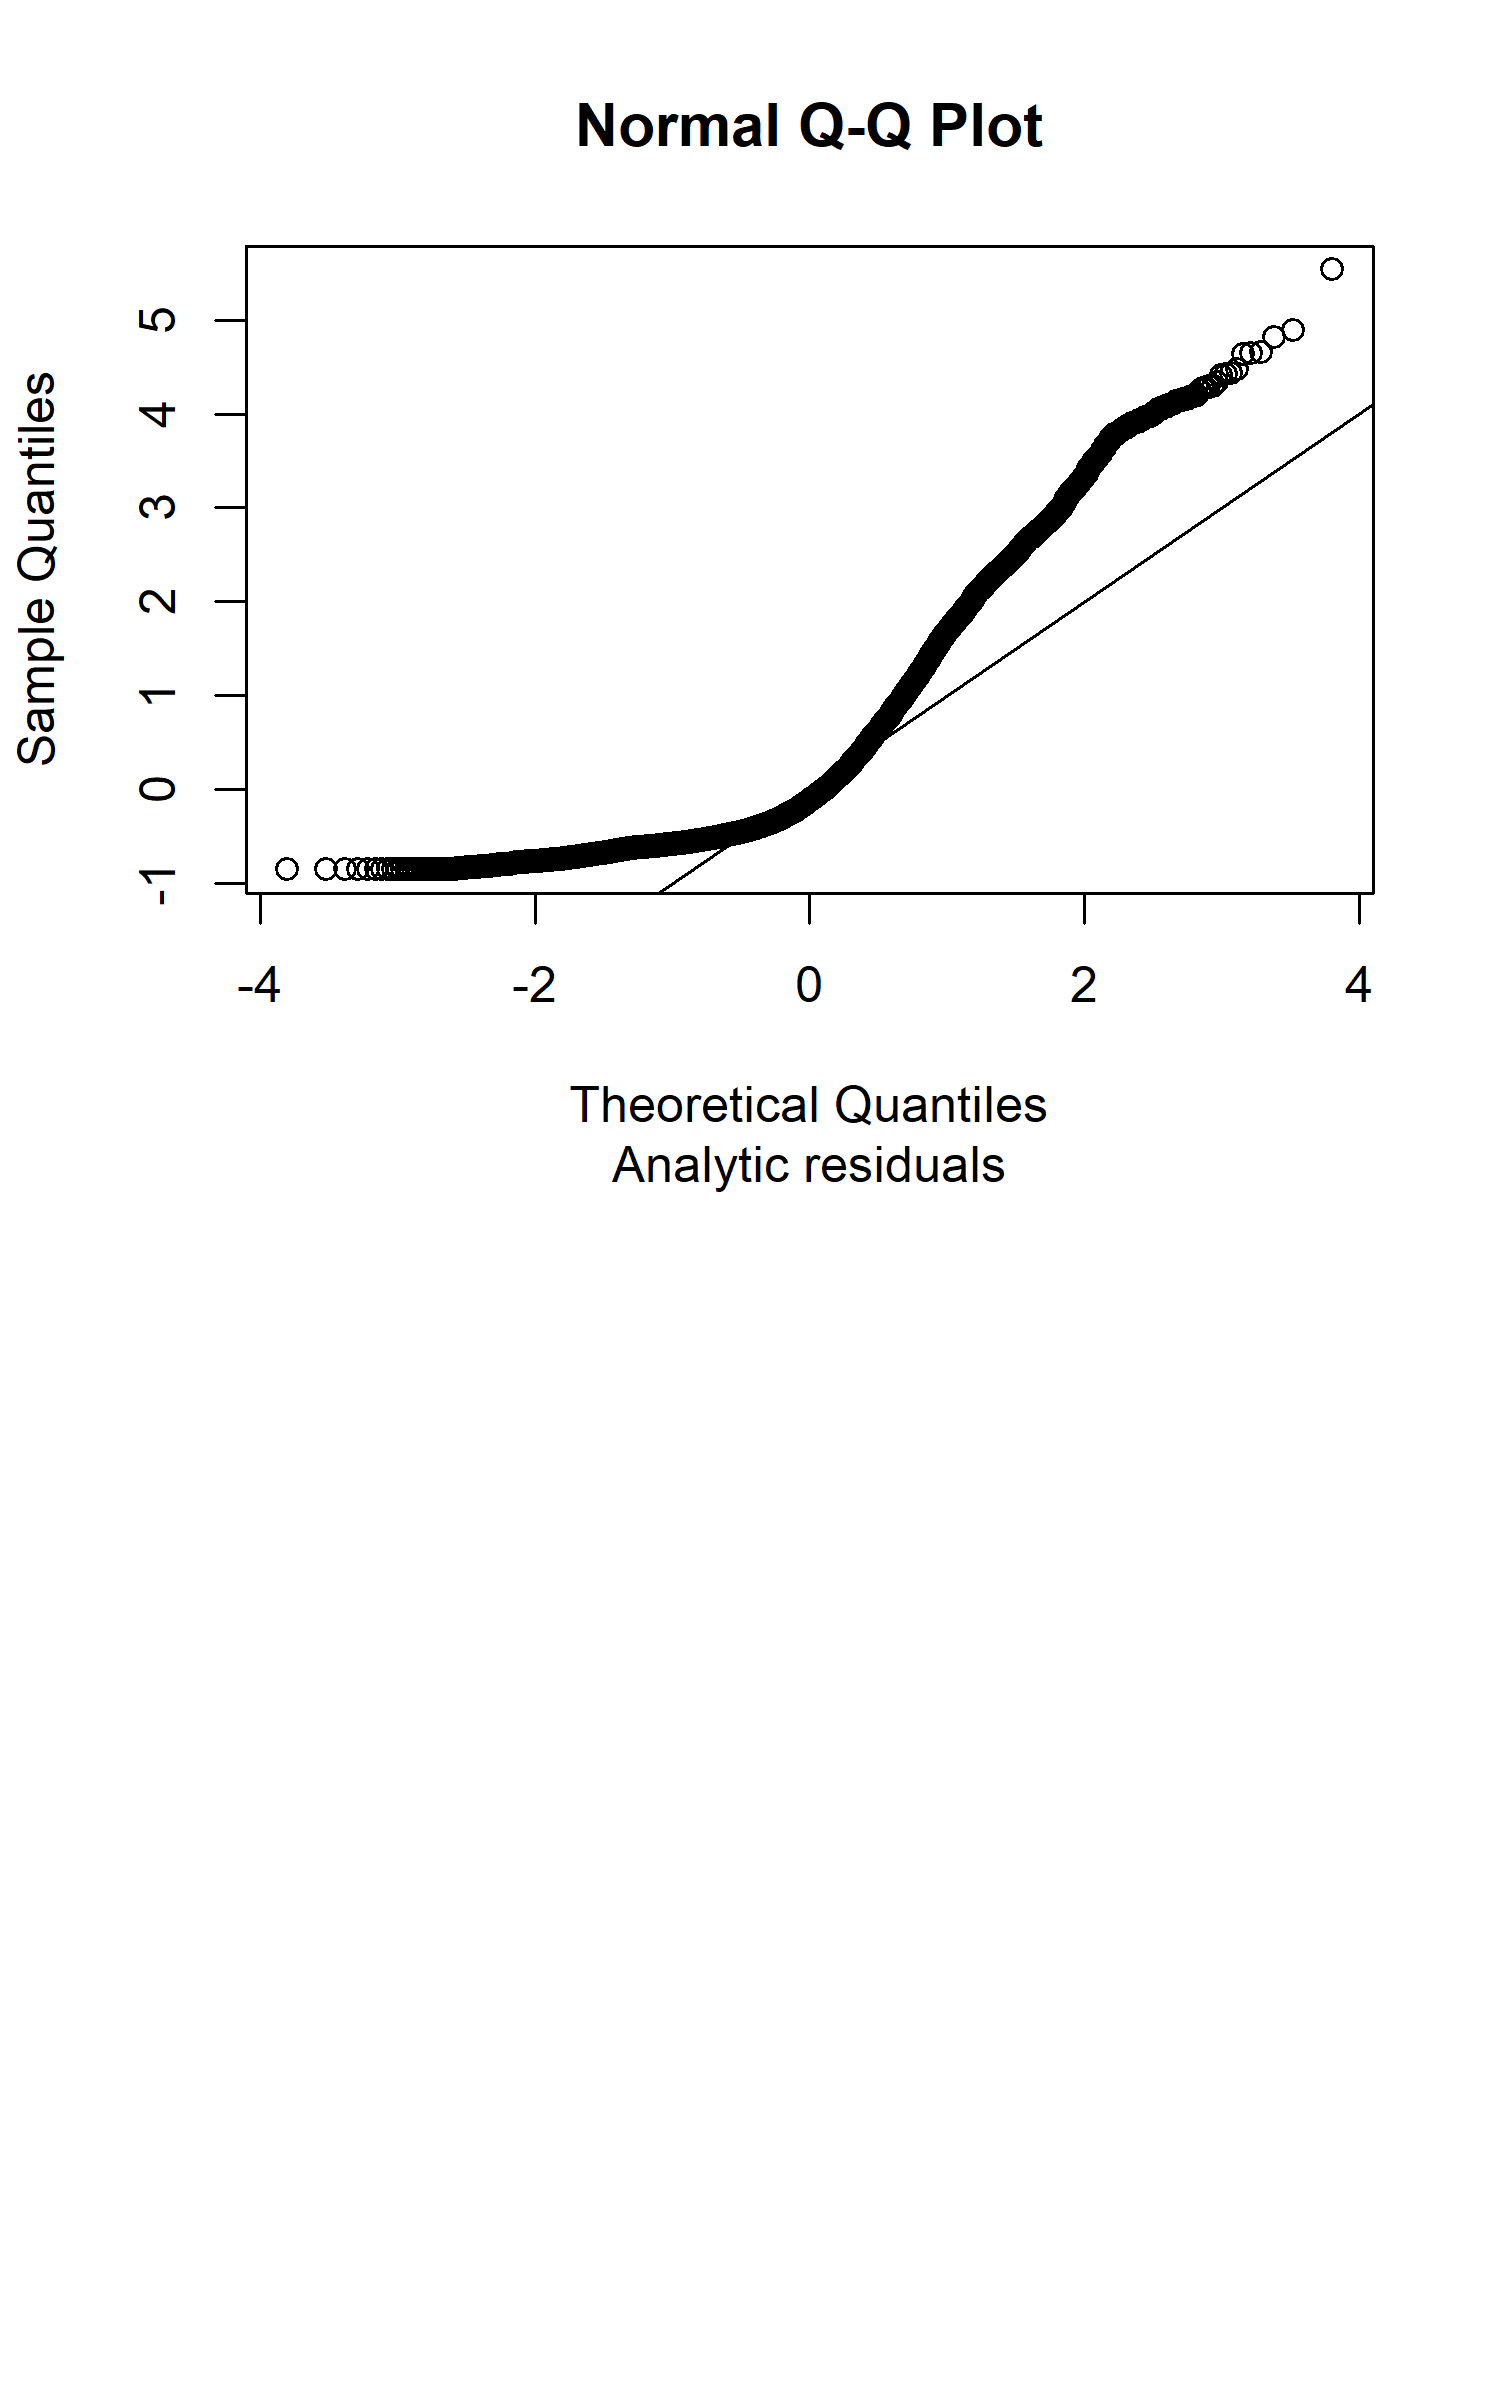 Normal Q-Q Plot
Sample Quantiles
5
4
3
2
1
0
-1
-4 -2 0 2 4
Theoretical Quantiles
Analytic residuals